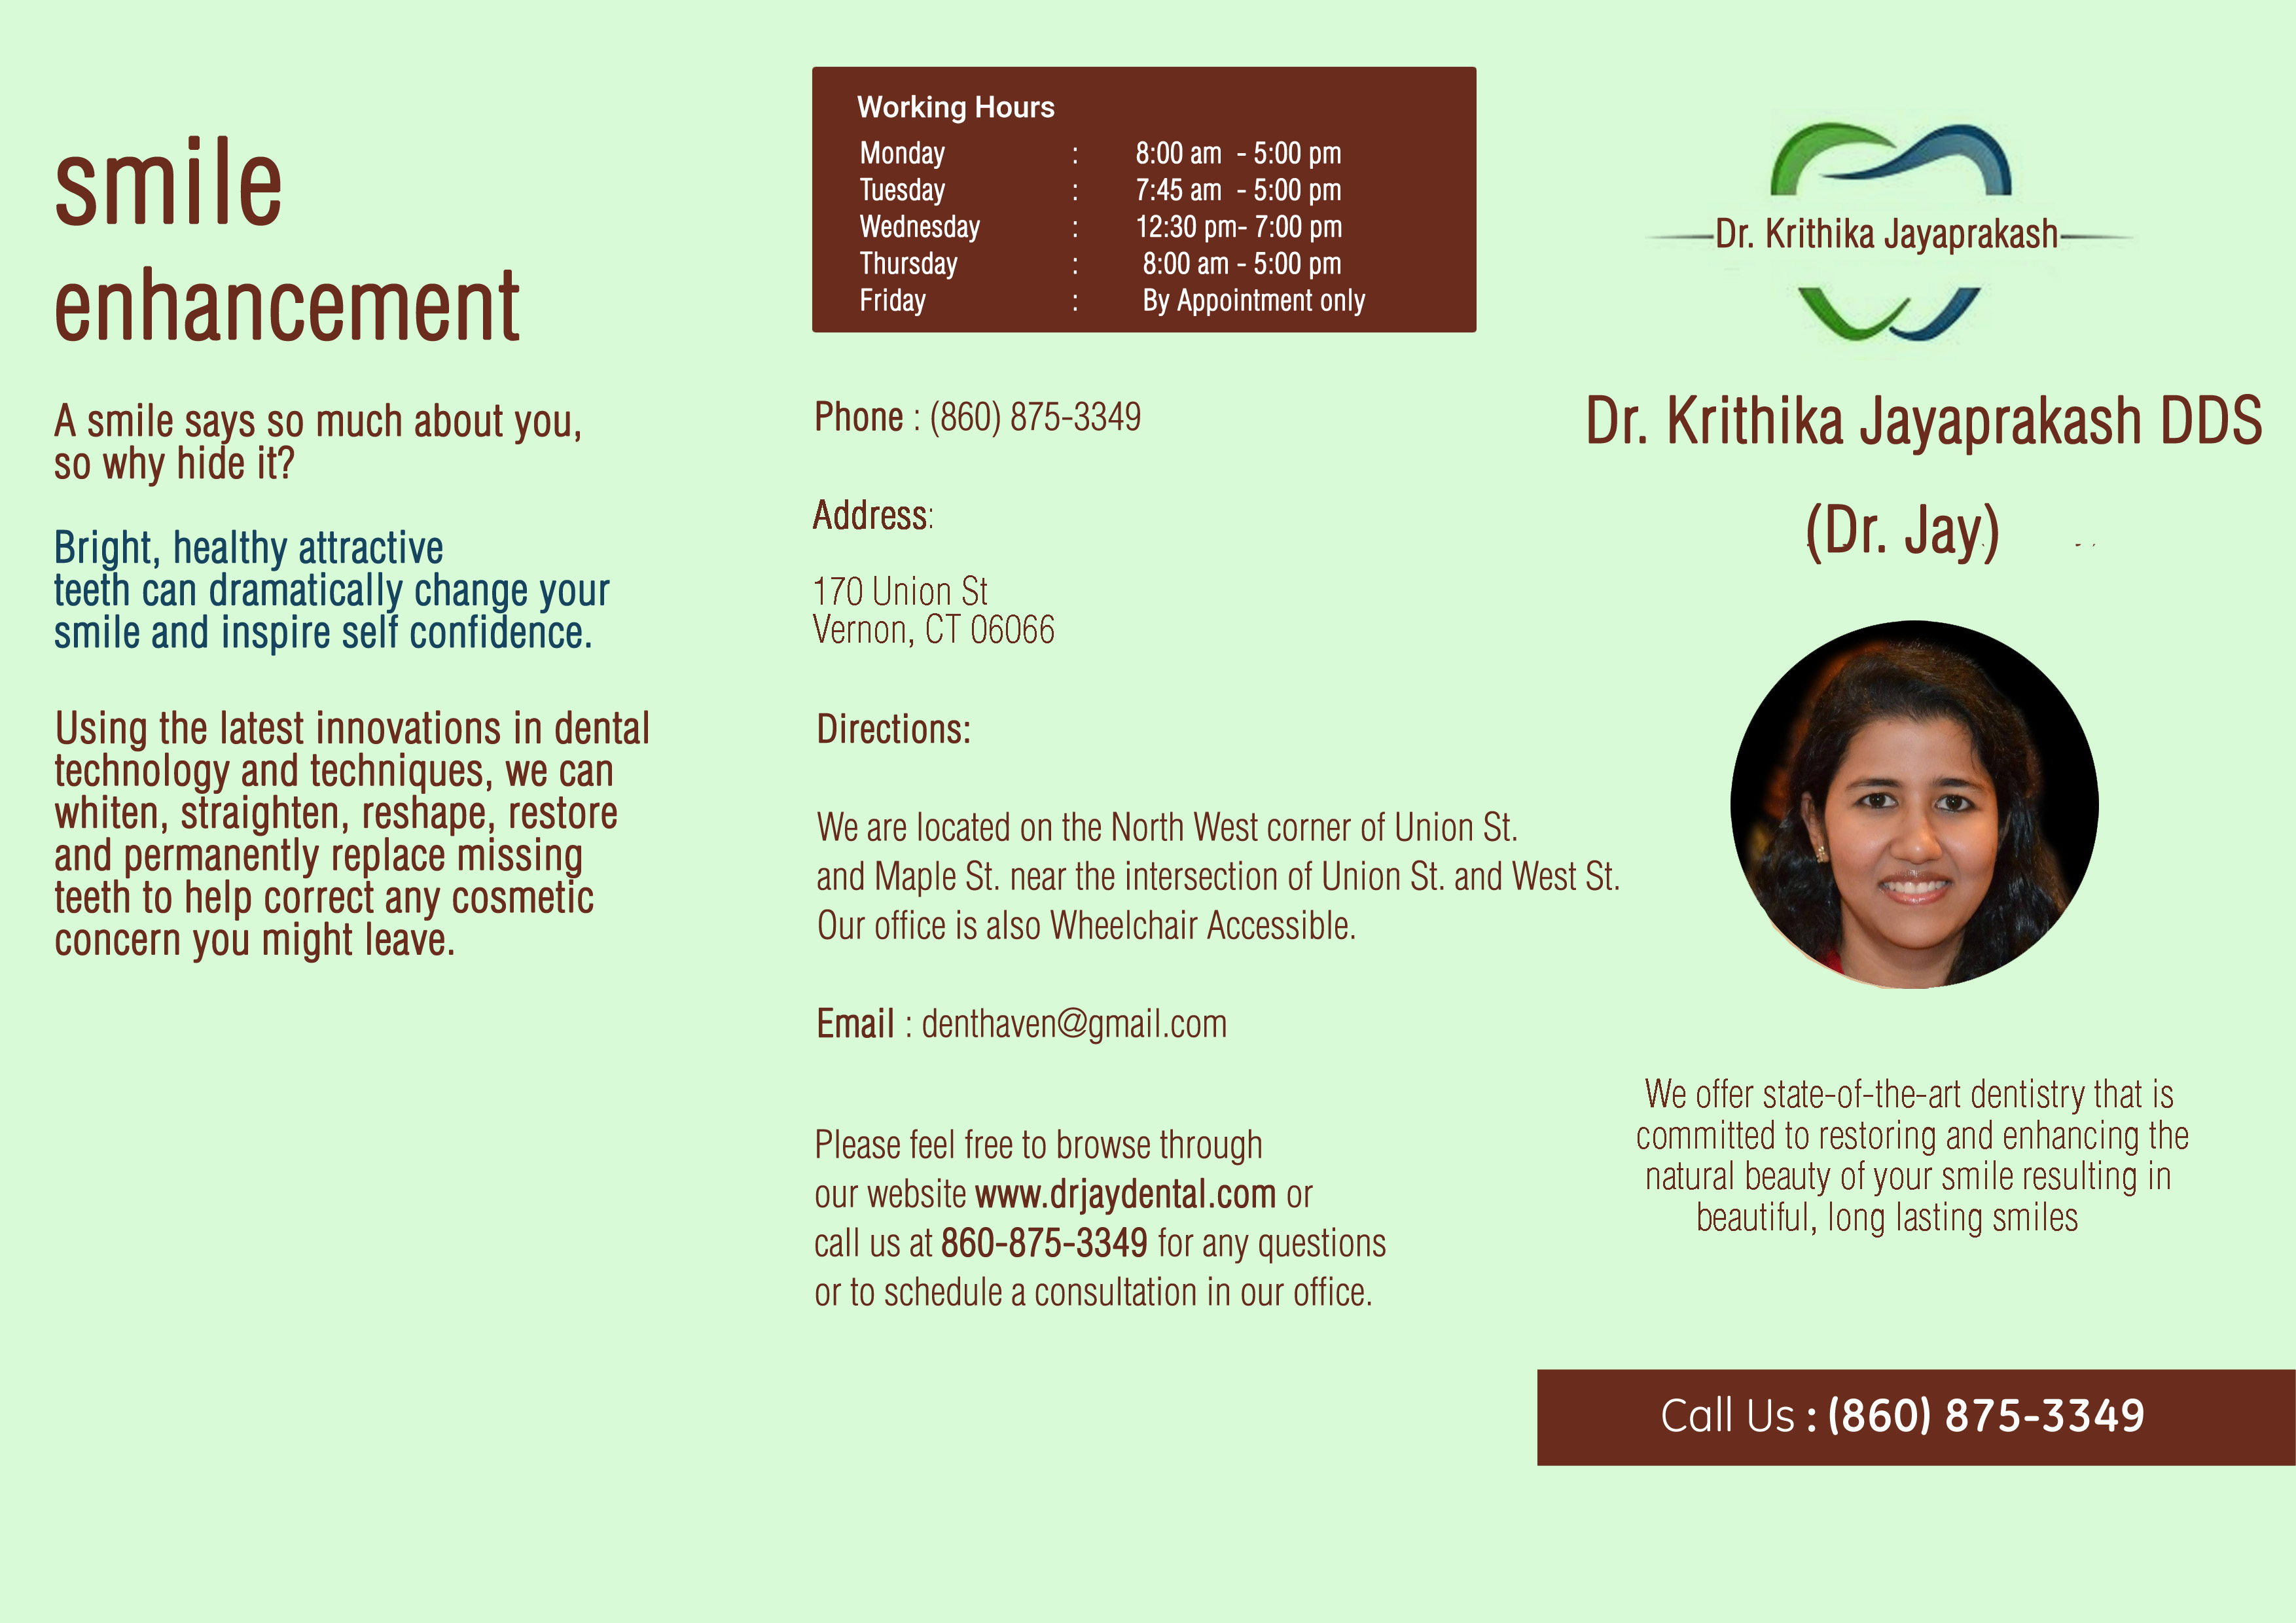 smile
enhancement
A smile says so much about you,
so why hide it?
Bright, healthy attractive
teeth can dramatically change your
smile and inspire self confidence.
Using the latest innovations in dental
technology and techniques, we can
whiten, straighten, reshape, restore
and permanently replace missing
teeth to help correct any cosmetic
concern you might leave.
Working Hours
Monday : 8:00 am - 5:00 pm
Tuesday : 7:45 am - 5:00 pm
Wednesday : 12:30 pm- 7:00 pm
Thursday : 8:00 am - 5:00 pm
Friday : By Appointment only
Phone : (860) 875-3349
Address:
170 Union St
Vernon, CT 06066
Directions:
We are located on the North West corner of Union St.
and Maple St. near the intersection of Union St. and West St.
Our office is also Wheelchair Accessible.
Email : denthaven@gmail.com
Please feel free to browse through
our website www.drjaydental.com or
call us at 860-875-3349 for any questions
or to schedule a consultation in our office.
Dr. Krithika Jayaprakash
Dr. Krithika Jayaprakash DDS
(Dr. Jay)
We offer state-of-the-art dentistry that is
committed to restoring and enhancing the
natural beauty of your smile resulting in
beautiful, long lasting smiles
Call Us : (860) 875-3349